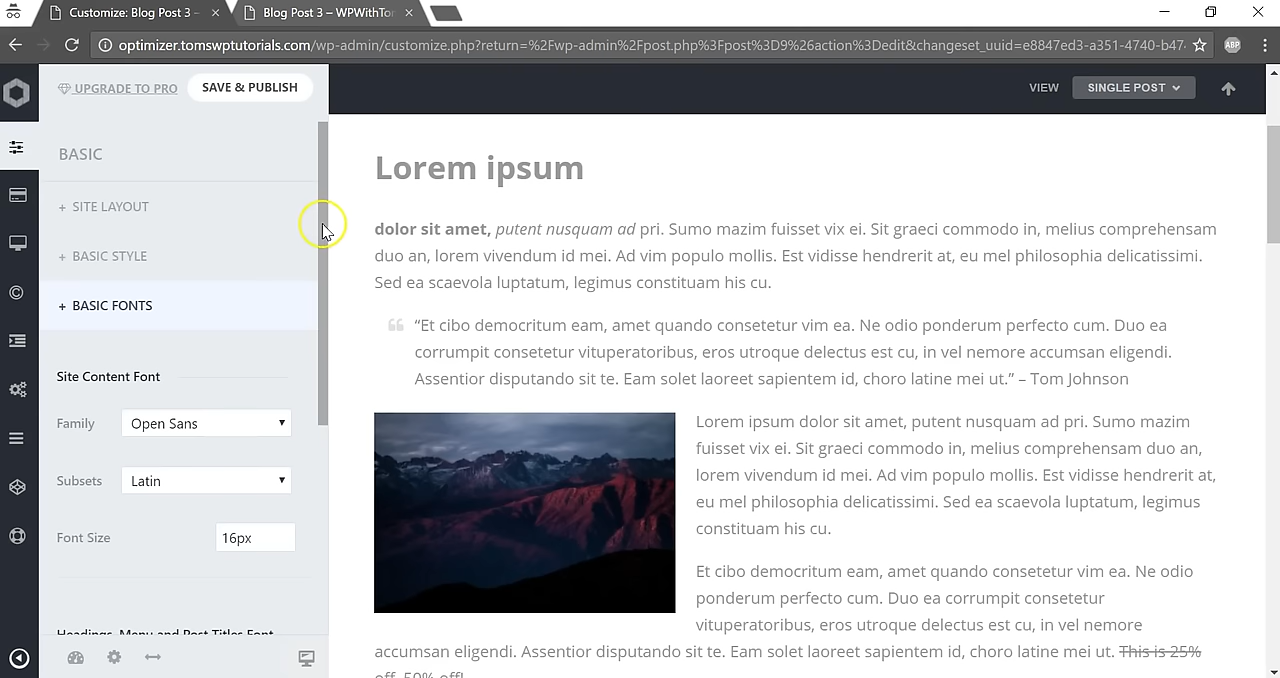 Customize: Blog Post 3 –
Blog Post 3 – WPWithTo
optimizer.tomswptutorials.com/wp-admin/customize.php?return=%2Fwp-admin%2Fpost.php%3Fpost%3D9%26action%3Dedit&changeset_uuid=e8847ed3-a351-4740-b47
ABP
UPGRADE TO PRO
SAVE & PUBLISH
VIEW
SINGLE POST
BASIC
+ SITE LAYOUT
+ BASIC STYLE
+ BASIC FONTS
Site Content Font
Family
Open Sans
Subsets
Latin
Font Size
16px
Headings, Menu and Post Titles Font
Lorem ipsum
dolor sit amet, putent nusquam ad pri. Sumo mazim fuisset vix ei. Sit graeci commodo in, melius comprehensam
duo an, lorem vivendum id mei. Ad vim populo mollis. Est vidisse hendrerit at, eu mel philosophia delicatissimi.
Sed ea scaevola luptatum, legimus constituam his cu.
“Et cibo democritum eam, amet quando consetetur vim ea. Ne odio ponderum perfecto cum. Duo ea
corrumpit consetetur vituperatoribus, eros utroque delectus est cu, in vel nemore accumsan eligendi.
Assentior disputando sit te. Eam solet laoreet sapientem id, choro latine mei ut.” – Tom Johnson
Lorem ipsum dolor sit amet, putent nusquam ad pri. Sumo mazim
fuisset vix ei. Sit graeci commodo in, melius comprehensam duo an,
lorem vivendum id mei. Ad vim populo mollis. Est vidisse hendrerit at,
eu mel philosophia delicatissimi. Sed ea scaevola luptatum, legimus
constituam his cu.
Et cibo democritum eam, amet quando consetetur vim ea. Ne odio
ponderum perfecto cum. Duo ea corrumpit consetetur
vituperatoribus, eros utroque delectus est cu, in vel nemore
accumsan eligendi. Assentior disputando sit te. Eam solet laoreet sapientem id, choro latine mei ut. This is 25%
off, 50% off!